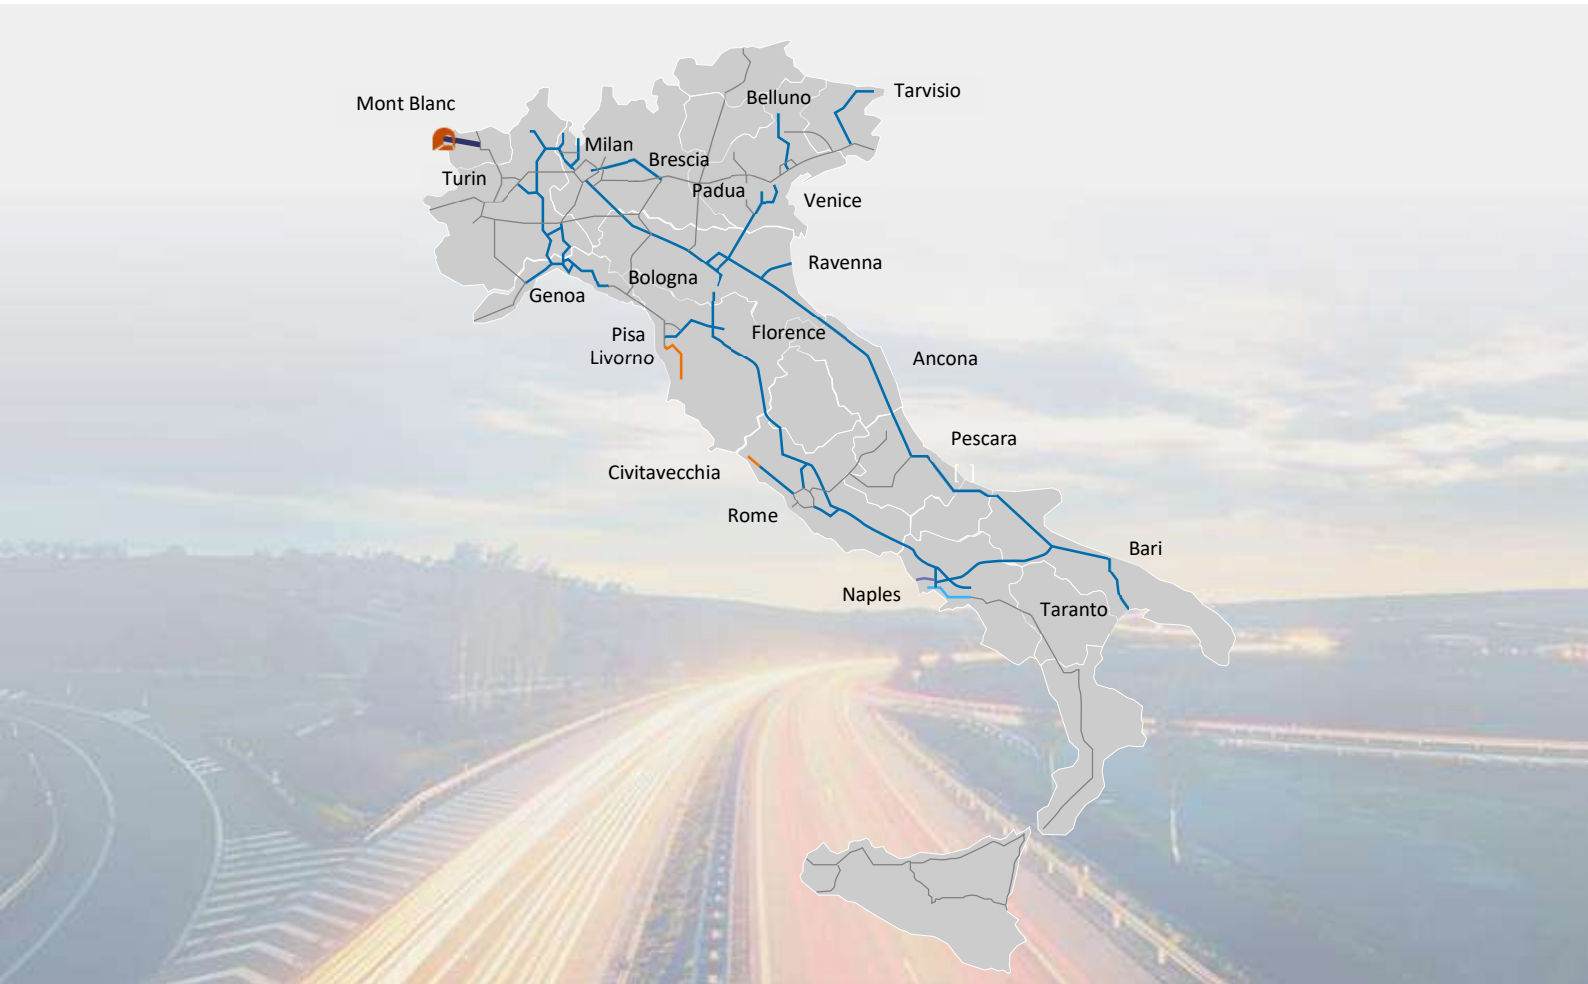 Tarvisio
Belluno
Mont Blanc
Milan
Brescia
Turin
Padua
Venice
Ravenna
Bologna
Genoa
Florence
Pisa
Livorno
Ancona
Pescara
Civitavecchia
[ ]
Rome
Bari
Naples
Taranto